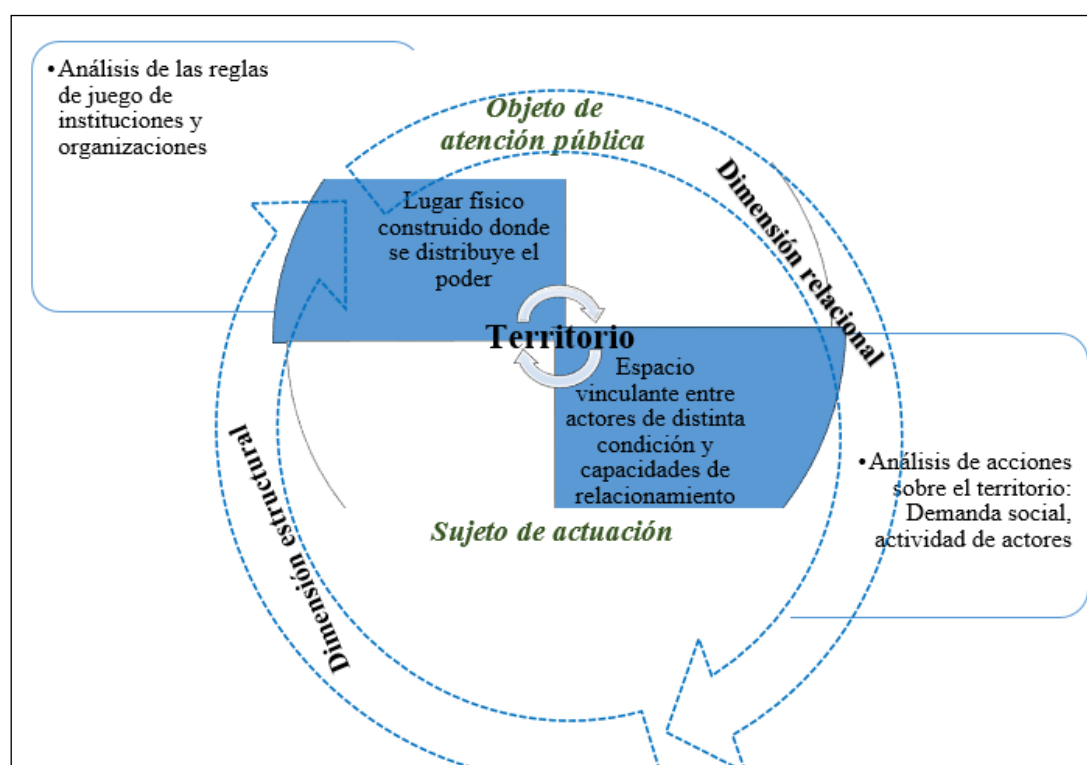 •Análisis de las reglas
de juego de
instituciones y
organizaciones
Objeto de
atención pública
Dimensión relacional
Lugar físico
construido donde
se distribuye el
poder
Territorio
Espacio
vinculante entre
actores de distinta
condición y
capacidades de
relacionamiento
•Análisis de acciones
sobre el territorio:
Demanda social,
actividad de actores
Sujeto de actuación
Dimensión estructural